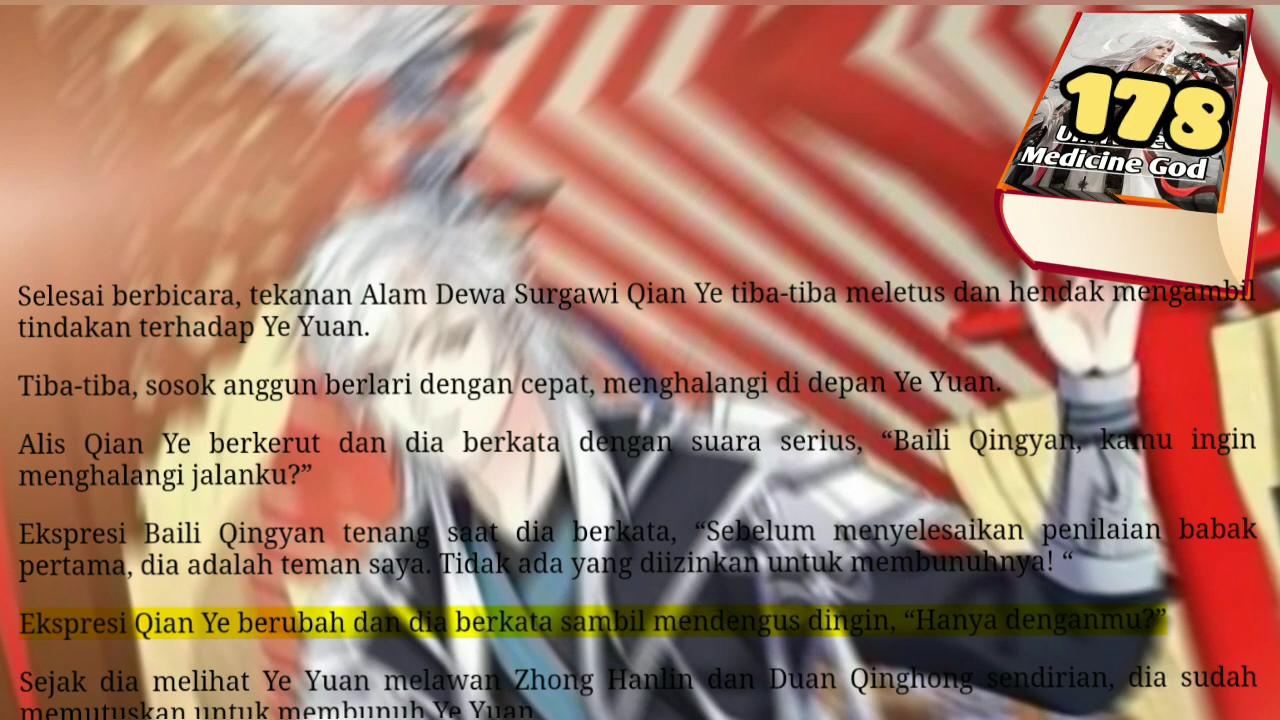 178
Medicine God
Selesai berbicara, tekanan Alam Dewa Surgawi Qian Ye tiba-tiba meletus dan hendak mengambil
tindakan terhadap Ye Yuan.
Tiba-tiba, sosok anggun berlari dengan cepat, menghalangi di depan Ye Yuan.
Alis Qian Ye berkerut dan dia berkata dengan suara serius, “Baili Qingyan, kamu ingin
menghalangi jalanku?”
Ekspresi Baili Qingyan tenang saat dia berkata, “Sebelum menyelesaikan penilaian babak
pertama, dia adalah teman saya. Tidak ada yang diizinkan untuk membunuhnya! “
Ekspresi Qian Ye berubah dan dia berkata sambil mendengus dingin, “Hanya denganmu?”
Sejak dia melihat Ye Yuan melawan Zhong Hanlin dan Duan Qinghong sendirian, dia sudah
memutuskan untuk membunuh Ye Yuan